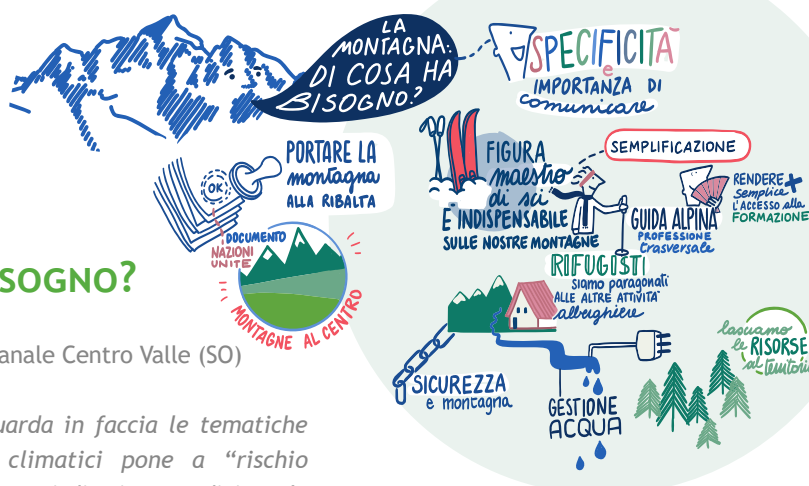 LA
MONTAGNA:
DI COSA HA
BISOGNO?
SPECIFICITÀ
e
IMPORTANZA DI
comunicare
PORTARE LA
montagna
ALLA RIBALTA
OK
DOCUMENTO
NAZIONI
UNITE
MONTAGNE AL CENTRO
FIGURA
maestro
di sci
E' INDISPENSABILE
SULLE NOSTRE MONTAGNE
SEMPLIFICAZIONE
GUIDA ALPINA
PROFESSIONE
trasversale
RENDERE +
semplice
L'ACCESSO alla
FORMAZIONE
RIFUGISTI
siamo paragonati
ALLE ALTRE ATTIVITA'
alberghiere
SICUREZZA
e montagna
GESTIONE
ACQUA
lasciamo
le RISORSE
al territorio
SOGNO?
anale Centro Valle (SO)
uarda in faccia le tematiche
climatici pone a “rischio